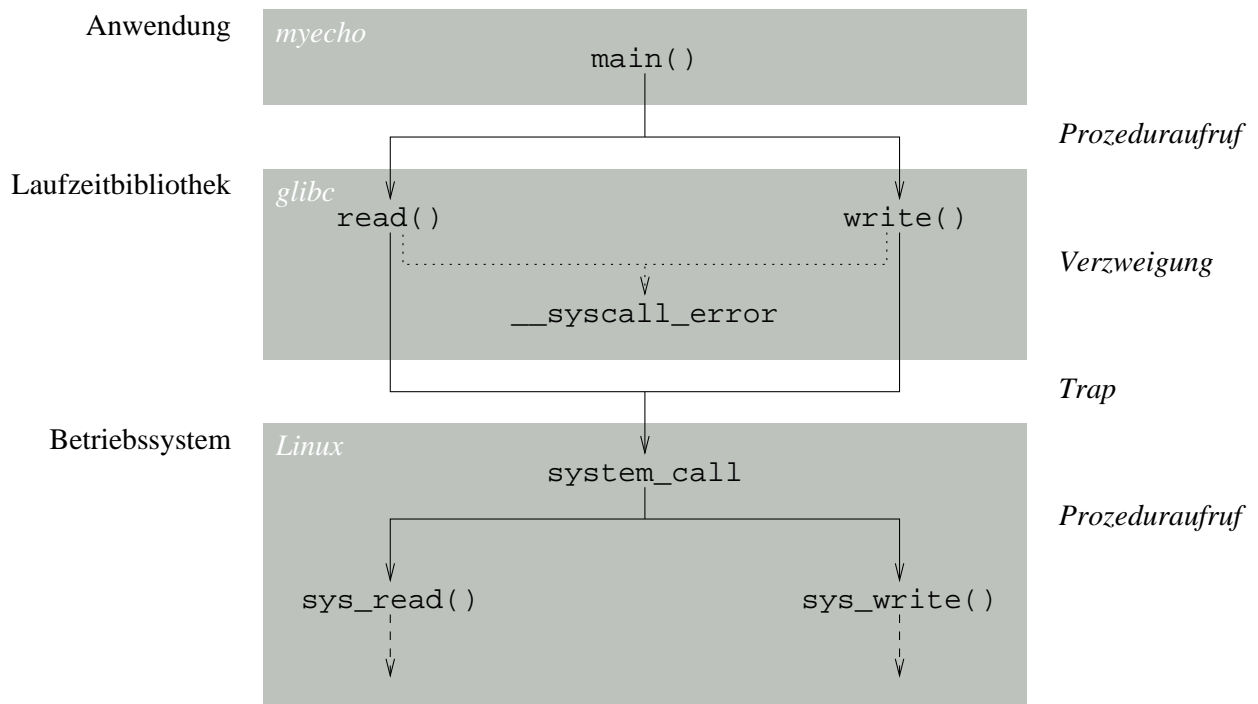 Anwendung
myecho
main()
Prozeduraufruf
Laufzeitbibliothek
glibc
read()
write()
Verzweigung
__syscall_error
Trap
Betriebssystem
Linux
system_call
Prozeduraufruf
sys_read()
sys_write()